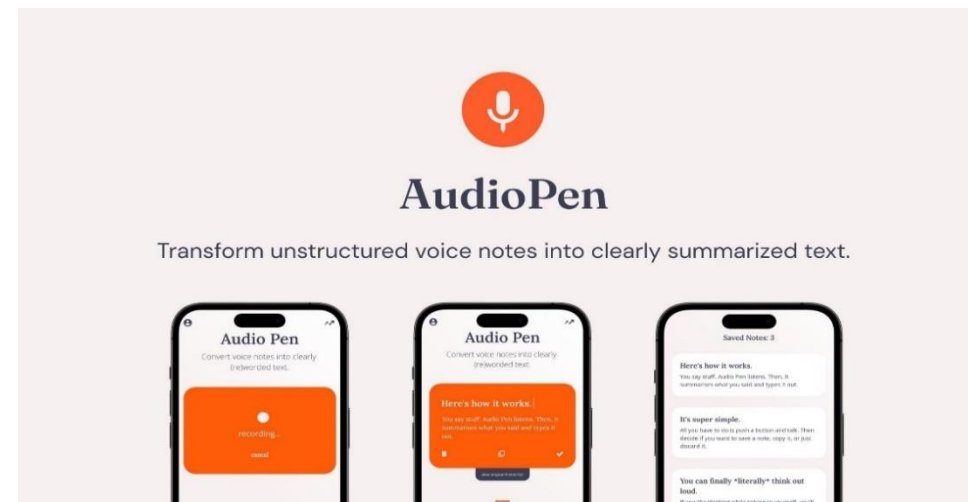 AudioPen
Transform unstructured voice notes into clearly summarized text.
Audio Pen
Convert voice notes into clearly
(re)worded text.
recording...
cancel
Audio Pen
Convert voice notes into clearly
(re)worded text.
Here's how it works.
You say stuff. Audio Pen listens. Then, it
summarises what you said and types it
out.
Saved Notes: 3
Here's how it works.
You say stuff. Audio Pen listens. Then, it
summarises what you said and types it out.
It's super simple.
All you have to do is push a button and talk. Then
decide if you want to save a note, copy it, or just
discard it.
You can finally *literally* think out
loud.